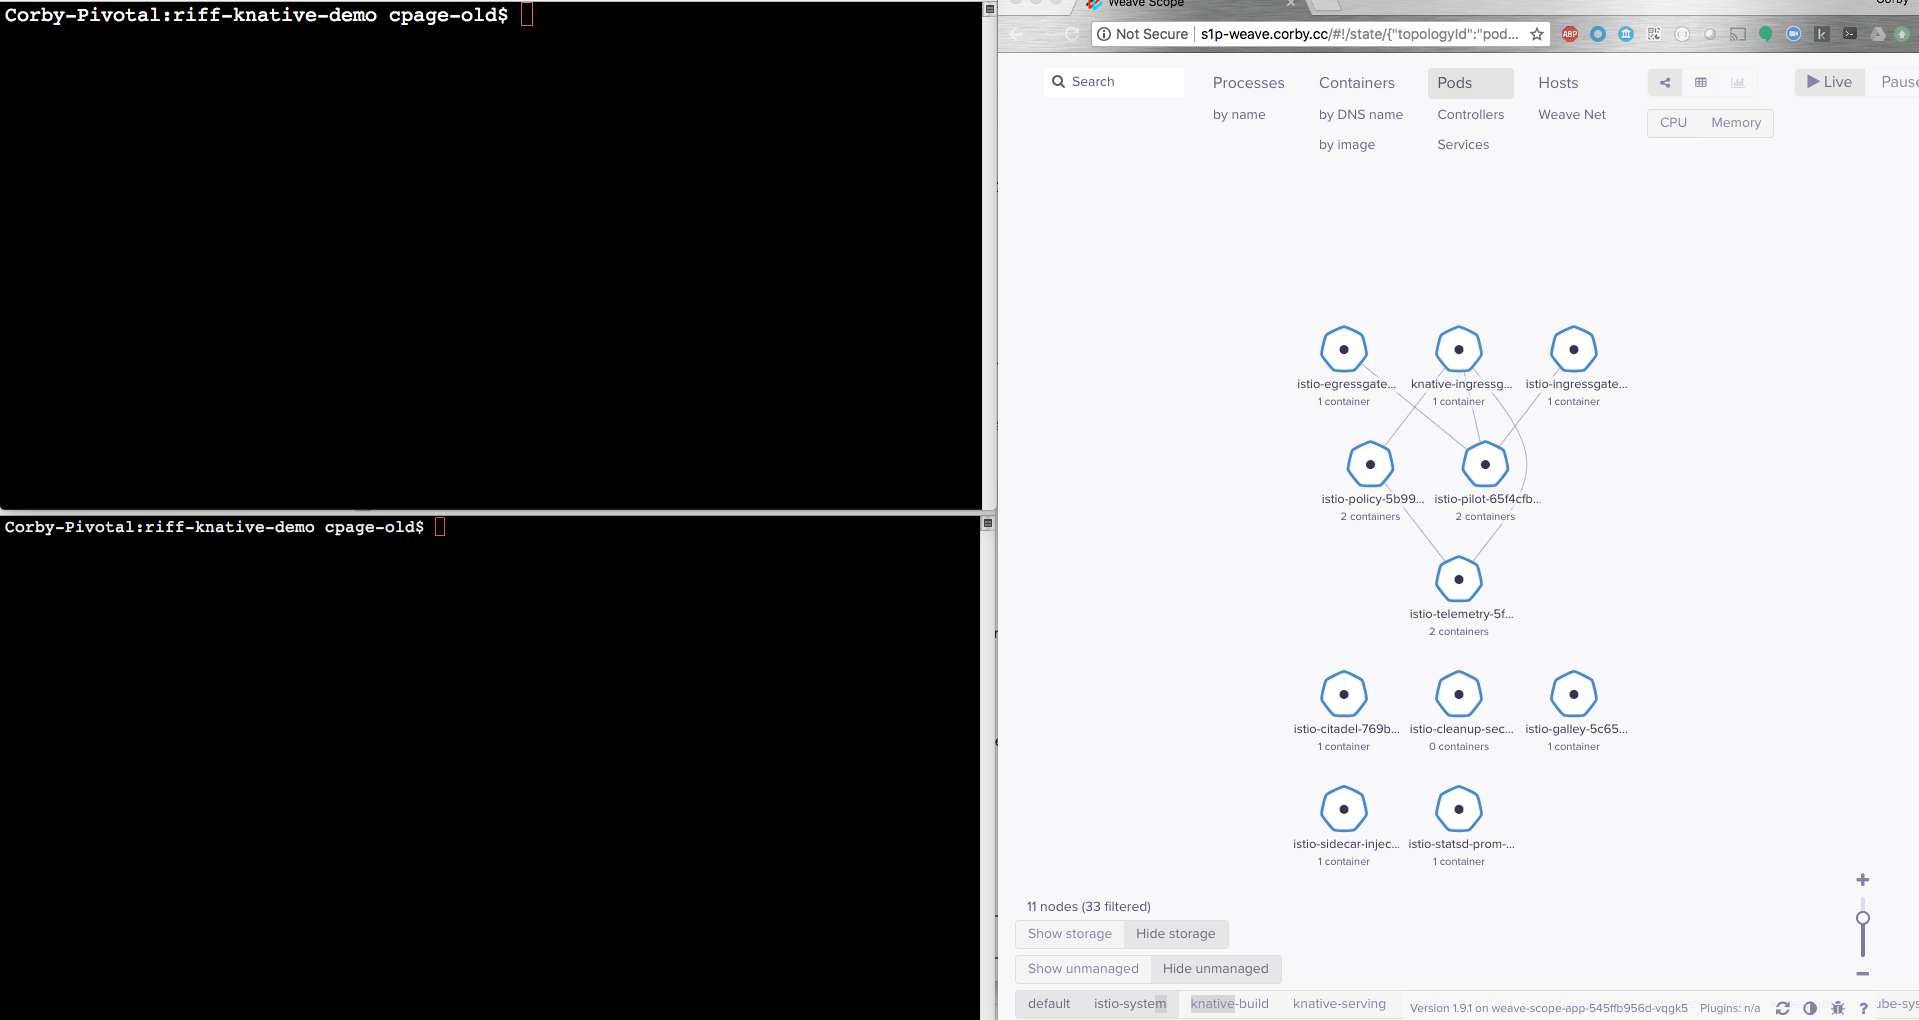 Corby-Pivotal:riff-knative-demo cpage-old$
Corby-Pivotal:riff-knative-demo cpage-old$
Weave Scope
Corby
Not Secure s1p-weave.corby.cc/#!/state/{"topologyId":"pod...
ABP
Search
Processes Containers Pods Hosts
Live Pause
by name by DNS name Controllers Weave Net
CPU Memory
by image Services
istio-egressgate... knative-ingressg... istio-ingressgate...
1 container 1 container 1 container
istio-policy-5b99... istio-pilot-65f4cfb...
2 containers 2 containers
istio-telemetry-5f...
2 containers
istio-citadel-769b... istio-cleanup-sec... istio-galley-5c65...
1 container 0 containers 1 container
istio-sidecar-injec... istio-statsd-prom-...
1 container 1 container
11 nodes (33 filtered)
Show storage Hide storage
Show unmanaged Hide unmanaged
default istio-system knative-build knative-serving
Version 1.9.1 on weave-scope-app-545ffb956d-vqgk5 Plugins: n/a